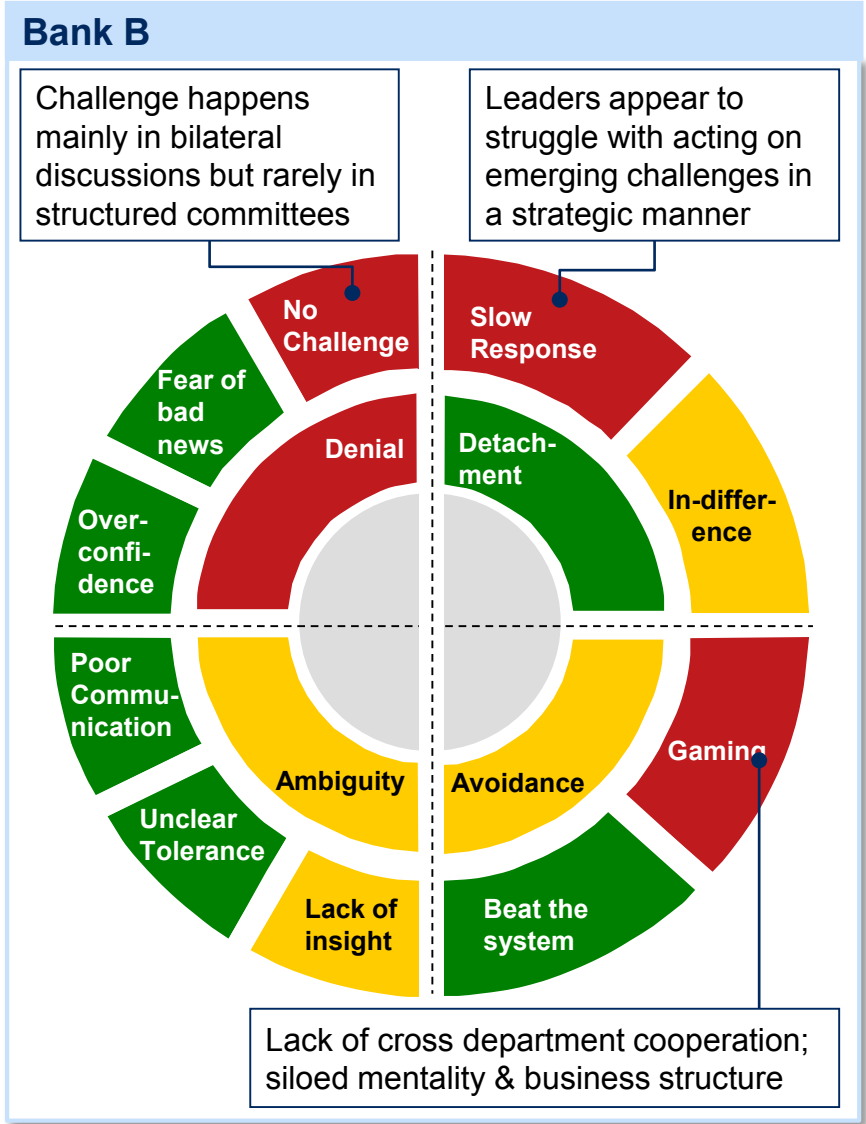 Bank B
Challenge happens
mainly in bilateral
discussions but rarely in
structured committees
Leaders appear to
struggle with acting on
emerging challenges in
a strategic manner
No
Challenge
Slow
Response
Fear of
bad
news
Denial
Detach-
ment
Over-
confi-
dence
In-differ-
ence
Poor
Commu-
nication
Gaming
Ambiguity
Avoidance
Unclear
Tolerance
Lack of
insight
Beat the
system
Lack of cross department cooperation;
siloed mentality & business structure